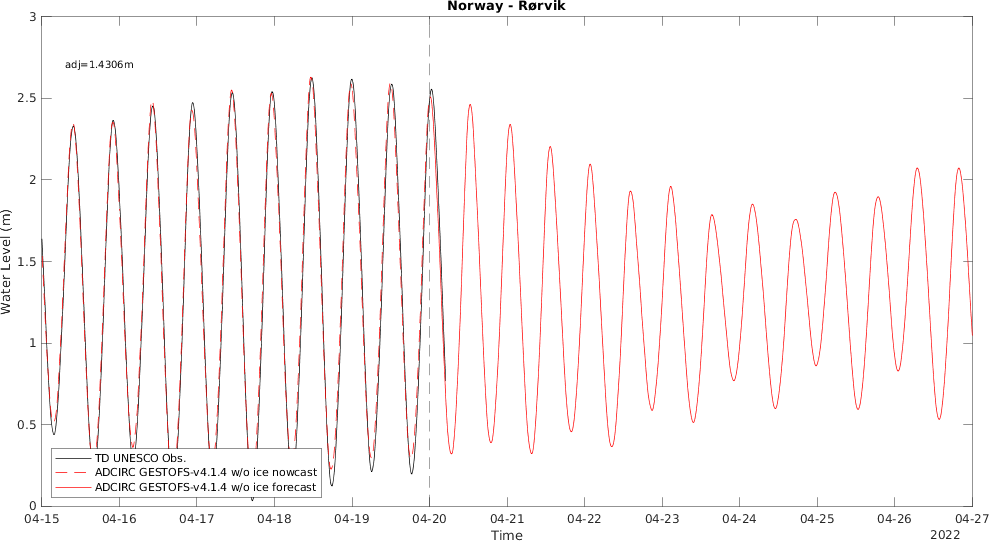 Norway - Rørvik
adj=1.4306m
Water Level (m)
3
2.5
2
1.5
1
0.5
0
TD UNESCO Obs.
ADCIRC GESTOFS-v4.1.4 w/o ice nowcast
ADCIRC GESTOFS-v4.1.4 w/o ice forecast
04-15 04-16 04-17 04-18 04-19 04-20 04-21 04-22 04-23 04-24 04-25 04-26 04-27
Time
2022